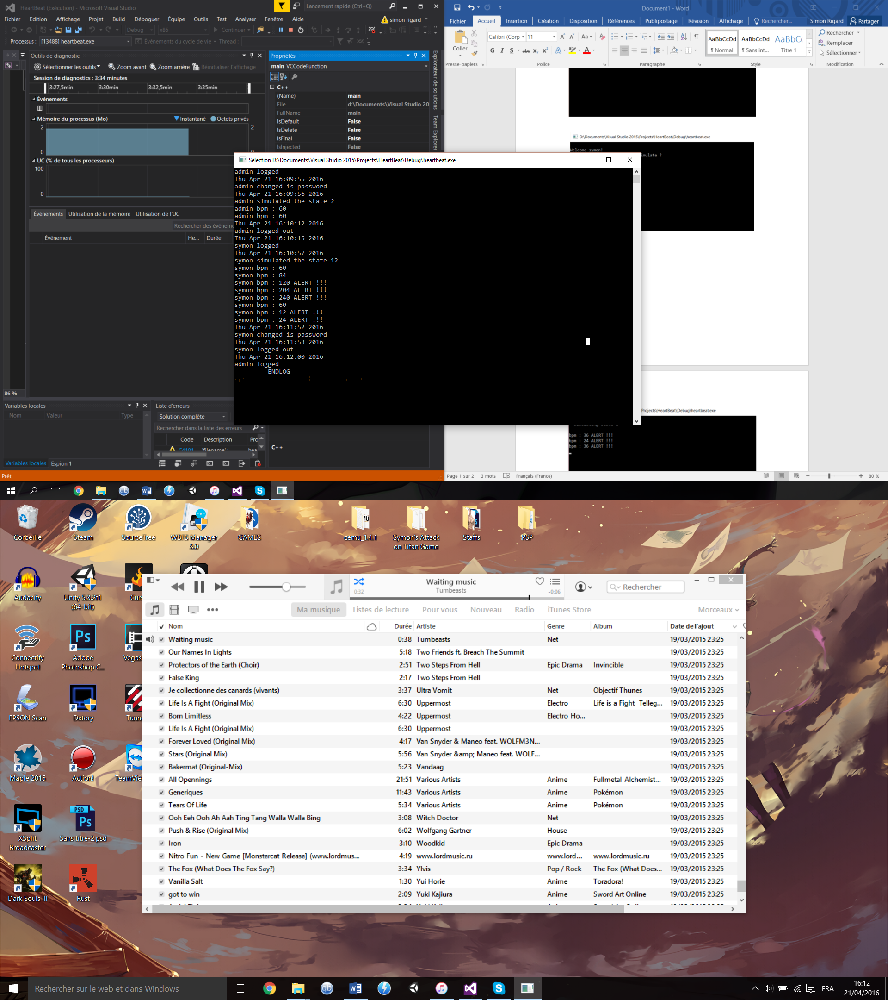 HeartBeat (Exécution) - Microsoft Visual Studio
Lancement rapide (Ctrl+Q)
Fichier Edition Affichage Projet Build Déboguer Équipe Outils Test Analyser Fenêtre Aide
simon rigard
Debug x86 Continuer
Processus : [13488] heartbeat.exe Événements du cycle de vie Thread :
Outils de diagnostic
Sélectionner les outils Zoom avant Zoom arrière Réinitialiser l'affichage
Session de diagnostics : 3:34 minutes
3:27,5min 3:30min 3:32,5min 3:35min
Événements
Mémoire du processus (Mo) Instantané Octets privés
2 2
0 0
UC (% de tous les processeurs)
100
0
Événements Utilisation de la mémoire Utilisation de l'UC
Rechercher des événeme
Événement He... Durée
86 %
Variables locales
Nom Valeur Type
Variables locales Espion 1
Liste d'erreurs
Solution complète
Rechercher dans la liste des erreurs
Code Description Pro
C4101 'filename' : hea
Prêt
Propriétés
main VCCodeFunction
C++
(Name) main
File d:\Documents\Visual Studio 20
FullName main
IsDefault False
IsDelete False
IsFinal False
IsInjected False
C++
Explorateur de solutions
Team Explorer
Document1 - Word
Fichier Accueil Insertion Création Disposition Références Publipostage Révision Affichage Rechercher... Simon Rigard Partager
Coller
Calibri (Corp 11
G I S abc x₂ x²
AaBbCcDd AaBbCcDd AaBbCc
¶ Normal ¶ Sans int... Titre 1
Rechercher
Remplacer
Sélectionner
Presse-papiers Police Paragraphe Style Modification
D:\Documents\Visual Studio 2015\Projects\HeartBeat\Debug\heartbeat.exe
Welcome symon!
imulate ?
Projects\HeartBeat\Debug\heartbeat.exe
bpm : 36 ALERT !!!
bpm : 24 ALERT !!!
bpm : 36 ALERT !!!
Page 1 sur 2 3 mots Français (France) 80 %
Sélection D:\Documents\Visual Studio 2015\Projects\HeartBeat\Debug\heartbeat.exe
admin logged
Thu Apr 21 16:09:55 2016
admin changed is password
Thu Apr 21 16:09:56 2016
admin simulated the state 2
admin bpm : 60
admin bpm : 60
Thu Apr 21 16:10:12 2016
admin logged out
Thu Apr 21 16:10:15 2016
symon logged
Thu Apr 21 16:10:57 2016
symon simulated the state 12
symon bpm : 60
symon bpm : 84
symon bpm : 120 ALERT !!!
symon bpm : 204 ALERT !!!
symon bpm : 240 ALERT !!!
symon bpm : 60
symon bpm : 12 ALERT !!!
symon bpm : 24 ALERT !!!
Thu Apr 21 16:11:52 2016
symon changed is password
Thu Apr 21 16:11:53 2016
symon logged out
Thu Apr 21 16:12:00 2016
admin logged
-----ENDLOG------
Corbeille
Steam
SourceTree
WBFS Manager 3.0
GAMES
cemu_1.4.1
Symon's Attack on Titan Game
Staffs
PSP
Audacity
Unity 5.3.2f1 (64-bit)
Curs
Connectify Hotspot
Adobe Photoshop C...
Vegas
EPSON Scan
Dxtory
Tunn
Maple 2015
Action!
TeamView
XSplit Broadcaster
Sans titre-2.psd
Dark Souls III
Rust
Waiting music
Tumbeasts
0:32 -0:06
Rechercher
Ma musique Listes de lecture Pour vous Nouveau Radio iTunes Store Morceaux
Nom Durée Artiste Genre Album Date de l'ajout
Waiting music 0:38 Tumbeasts Net 19/03/2015 23:25
Our Names In Lights 5:18 Two Friends ft. Breach The Summit 19/03/2015 23:25
Protectors of the Earth (Choir) 2:51 Two Steps From Hell Epic Drama Invincible 19/03/2015 23:25
False King 2:17 Two Steps From Hell 19/03/2015 23:25
Je collectionne des canards (vivants) 3:37 Ultra Vomit Net Objectif Thunes 19/03/2015 23:25
Life Is A Fight (Original Mix) 6:30 Uppermost Electro Life is a Fight Telleg... 19/03/2015 23:25
Born Limitless 4:22 Uppermost Electro Ho... 19/03/2015 23:25
Life Is A Fight (Original Mix) 6:30 Uppermost 19/03/2015 23:25
Forever Loved (Original Mix) 4:17 Van Snyder & Maneo feat. WOLFM3N... 19/03/2015 23:25
Stars (Original Mix) 5:56 Van Snyder &amp; Maneo feat. WOLF... 19/03/2015 23:25
Bakermat (Original-Mix) 5:23 Vandaag 19/03/2015 23:25
All Opennings 21:51 Various Artists Anime Fullmetal Alchemist... 19/03/2015 23:25
Generiques 11:43 Various Artists Anime Pokémon 19/03/2015 23:25
Tears Of Life 5:34 Various Artists Anime Pokémon 19/03/2015 23:25
Ooh Eeh Ooh Ah Aah Ting Tang Walla Walla Bing 3:08 Witch Doctor Net 19/03/2015 23:25
Push & Rise (Original Mix) 6:02 Wolfgang Gartner House 19/03/2015 23:25
Iron 3:10 Woodkid Epic Drama 19/03/2015 23:25
Nitro Fun - New Game [Monstercat Release] (www.lordmus... 4:19 www.lordmusic.ru www.lord... www.lordmusic.ru 19/03/2015 23:25
The Fox (What Does The Fox Say?) 3:34 Ylvis Pop / Rock The Fox (What Does... 19/03/2015 23:25
Vanilla Salt 1:30 Yui Horie Anime Toradora! 19/03/2015 23:25
got to win 2:09 Yuki Kajiura Anime Sword Art Online 19/03/2015 23:25
Rechercher sur le web et dans Windows
FRA
16:12
21/04/2016